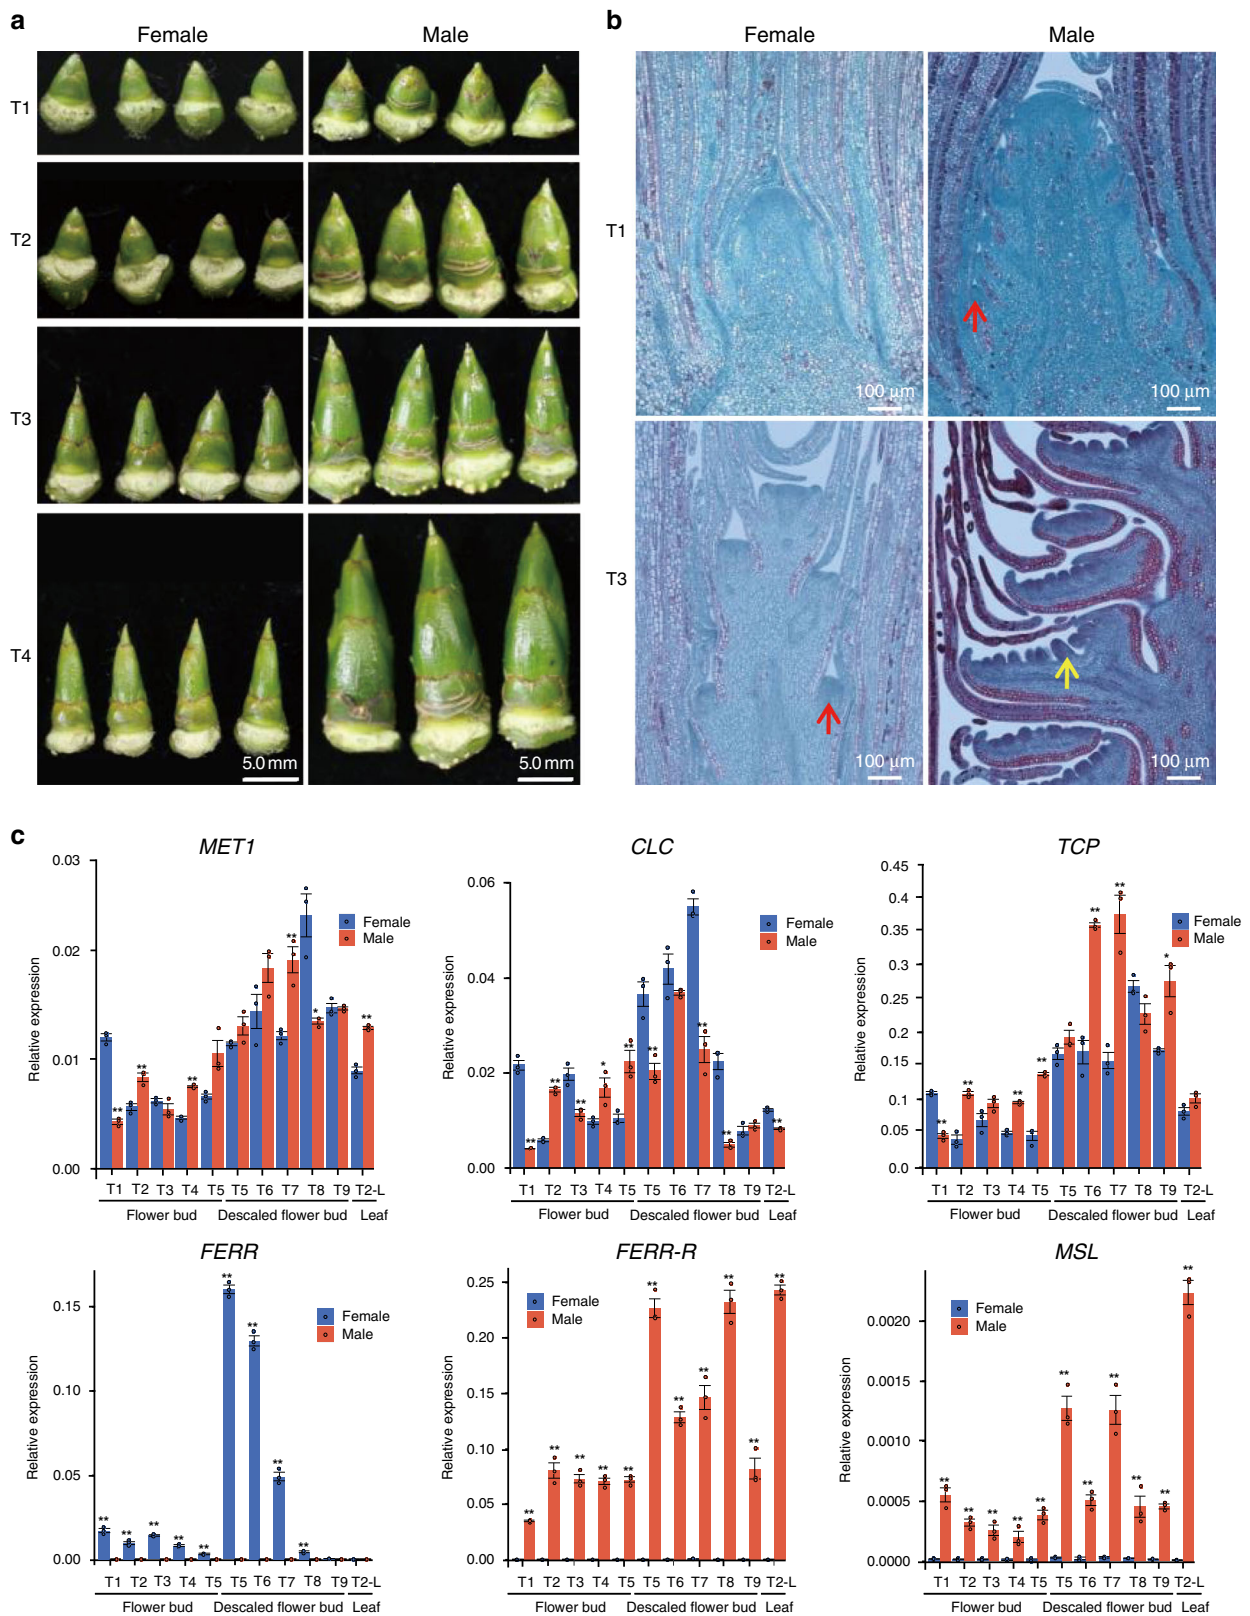 a
Female
Male
T1
T2
T3
T4
5.0 mm
5.0 mm
b
Female
Male
T1
100 µm
100 µm
T3
100 µm
100 µm
c
MET1
0.03
0.02
0.01
0.00
Relative expression
Female
Male
**
**
**
**
*
**
T1 T2 T3 T4 T5 T5 T6 T7 T8 T9 T2-L
Flower bud Descaled flower bud Leaf
CLC
0.06
0.04
0.02
0.00
Relative expression
Female
Male
**
**
**
*
**
**
**
**
**
T1 T2 T3 T4 T5 T5 T6 T7 T8 T9 T2-L
Flower bud Descaled flower bud Leaf
TCP
0.45
0.4
0.35
0.3
0.25
0.2
0.15
0.1
0.05
0.0
Relative expression
Female
Male
**
**
**
**
**
**
*
T1 T2 T3 T4 T5 T5 T6 T7 T8 T9 T2-L
Flower bud Descaled flower bud Leaf
FERR
0.15
0.10
0.05
0.00
Relative expression
Female
Male
**
**
**
**
**
**
**
**
**
T1 T2 T3 T4 T5 T5 T6 T7 T8 T9 T2-L
Flower bud Descaled flower bud Leaf
FERR-R
0.25
0.20
0.15
0.10
0.05
0.00
Relative expression
Female
Male
**
**
**
**
**
**
**
**
**
**
**
T1 T2 T3 T4 T5 T5 T6 T7 T8 T9 T2-L
Flower bud Descaled flower bud Leaf
MSL
0.0020
0.0015
0.0010
0.0005
0.0000
Relative expression
Female
Male
**
**
**
**
**
**
**
**
**
**
**
T1 T2 T3 T4 T5 T5 T6 T7 T8 T9 T2-L
Flower bud Descaled flower bud Leaf